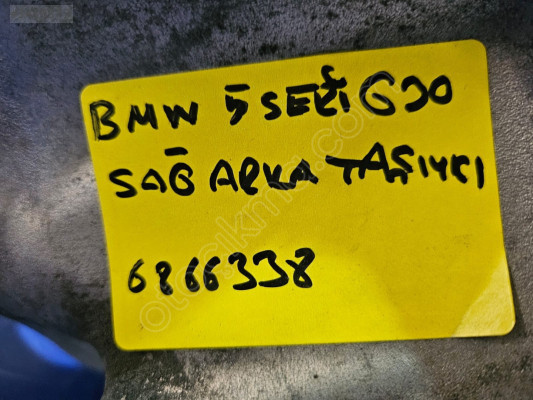 BMW 5 SERİ G30
SAĞ ARKA TAŞIYICI
6866338